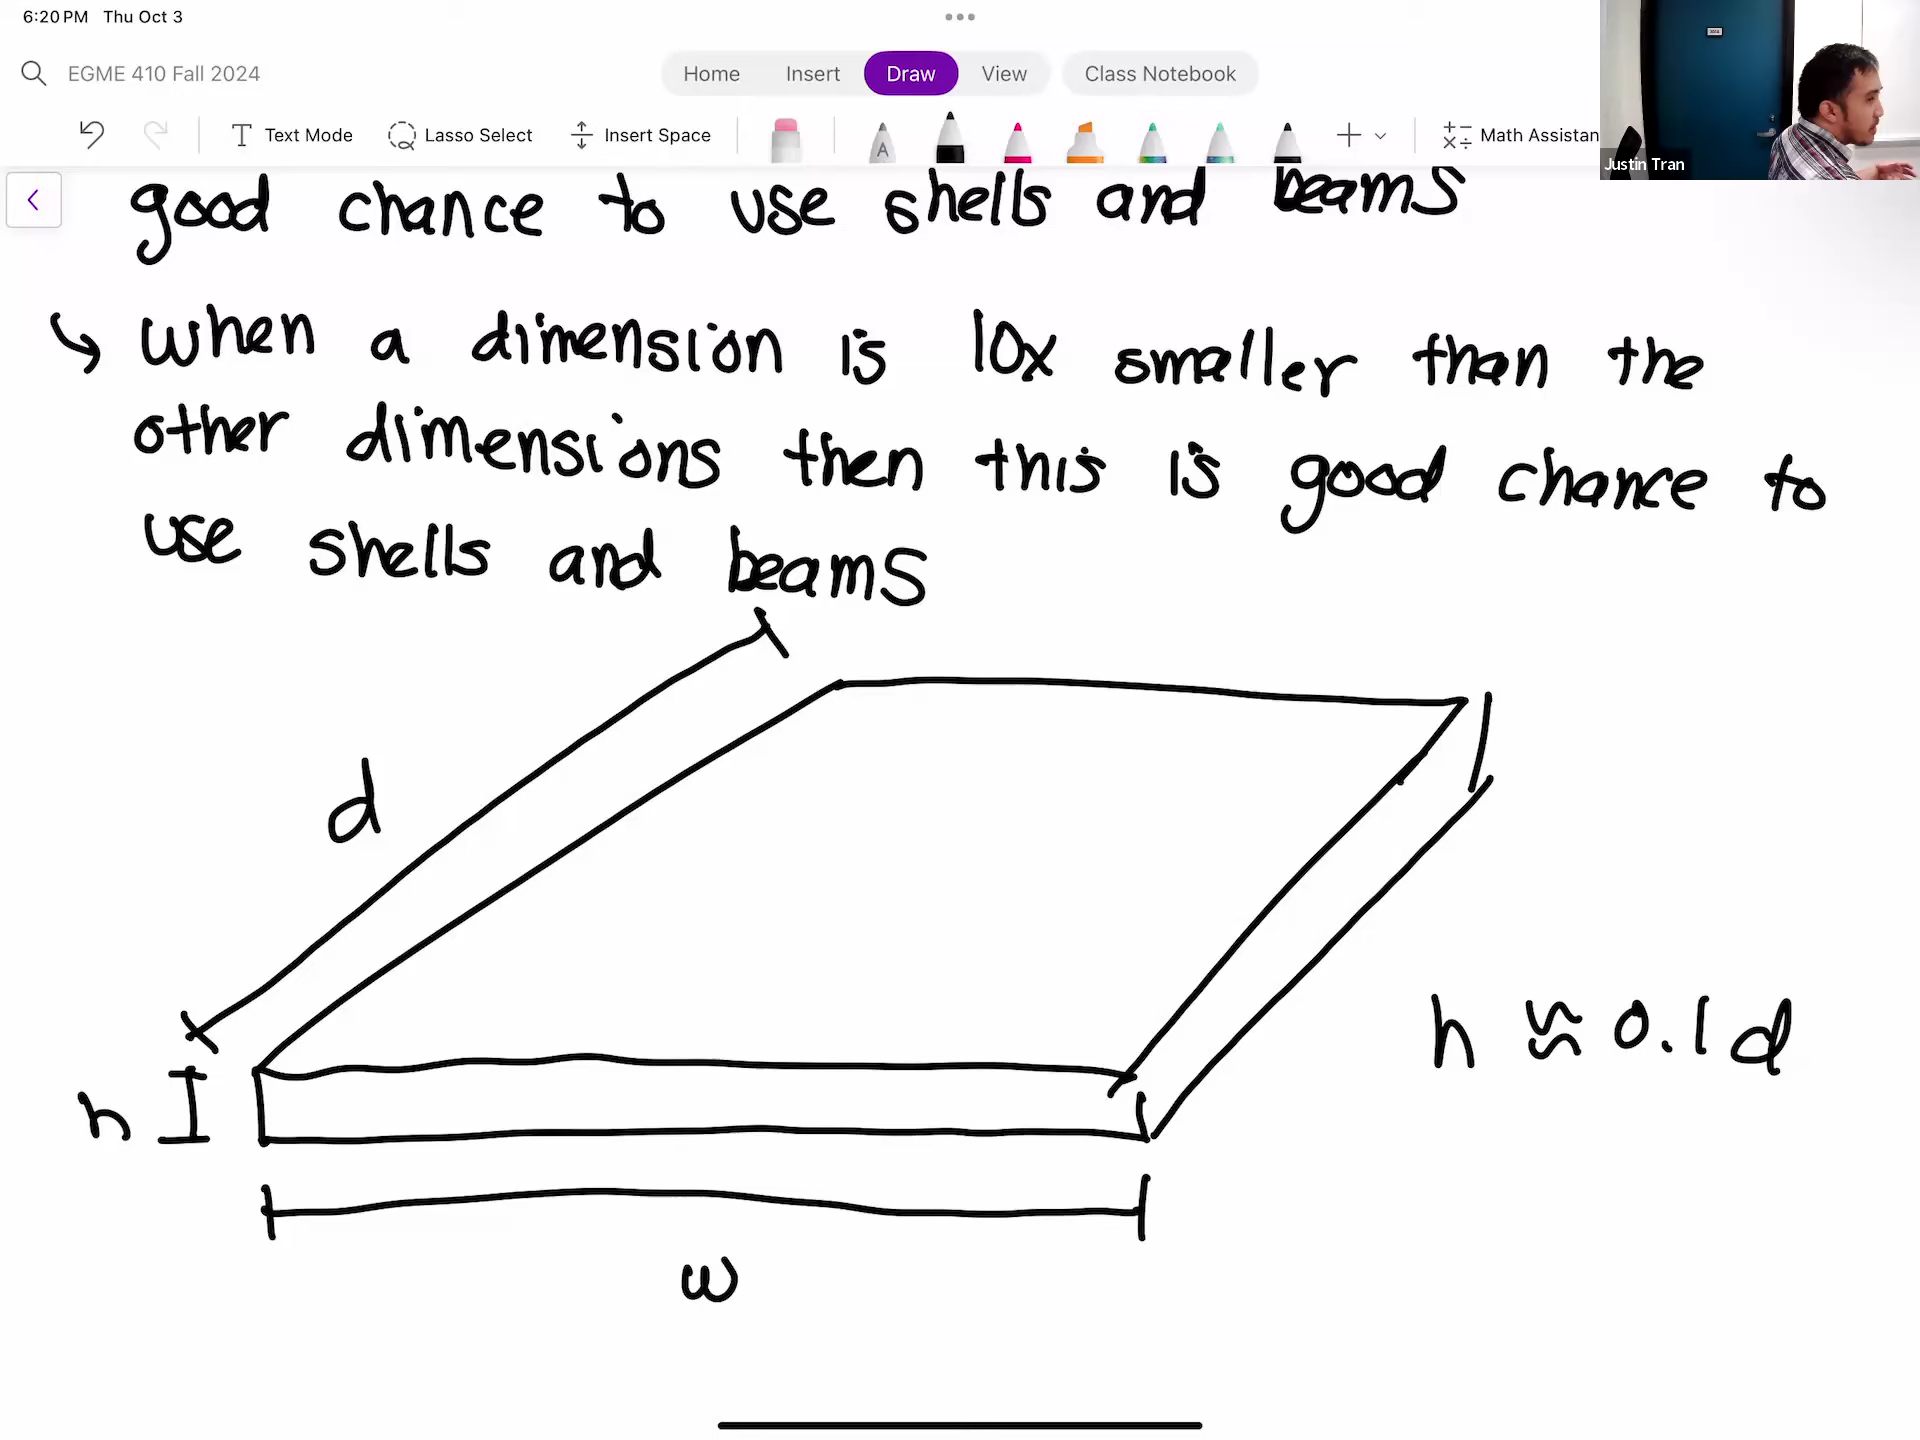 6:20 PM Thu Oct 3
EGME 410 Fall 2024
Home Insert Draw View Class Notebook
Text Mode Lasso Select Insert Space A Math Assistan
Justin Tran
good chance to use shells and beams
↳ when a dimension is 10x smaller than the
other dimensions then this is good chance to
use shells and beams
d
h
h ≈ 0.1d
w